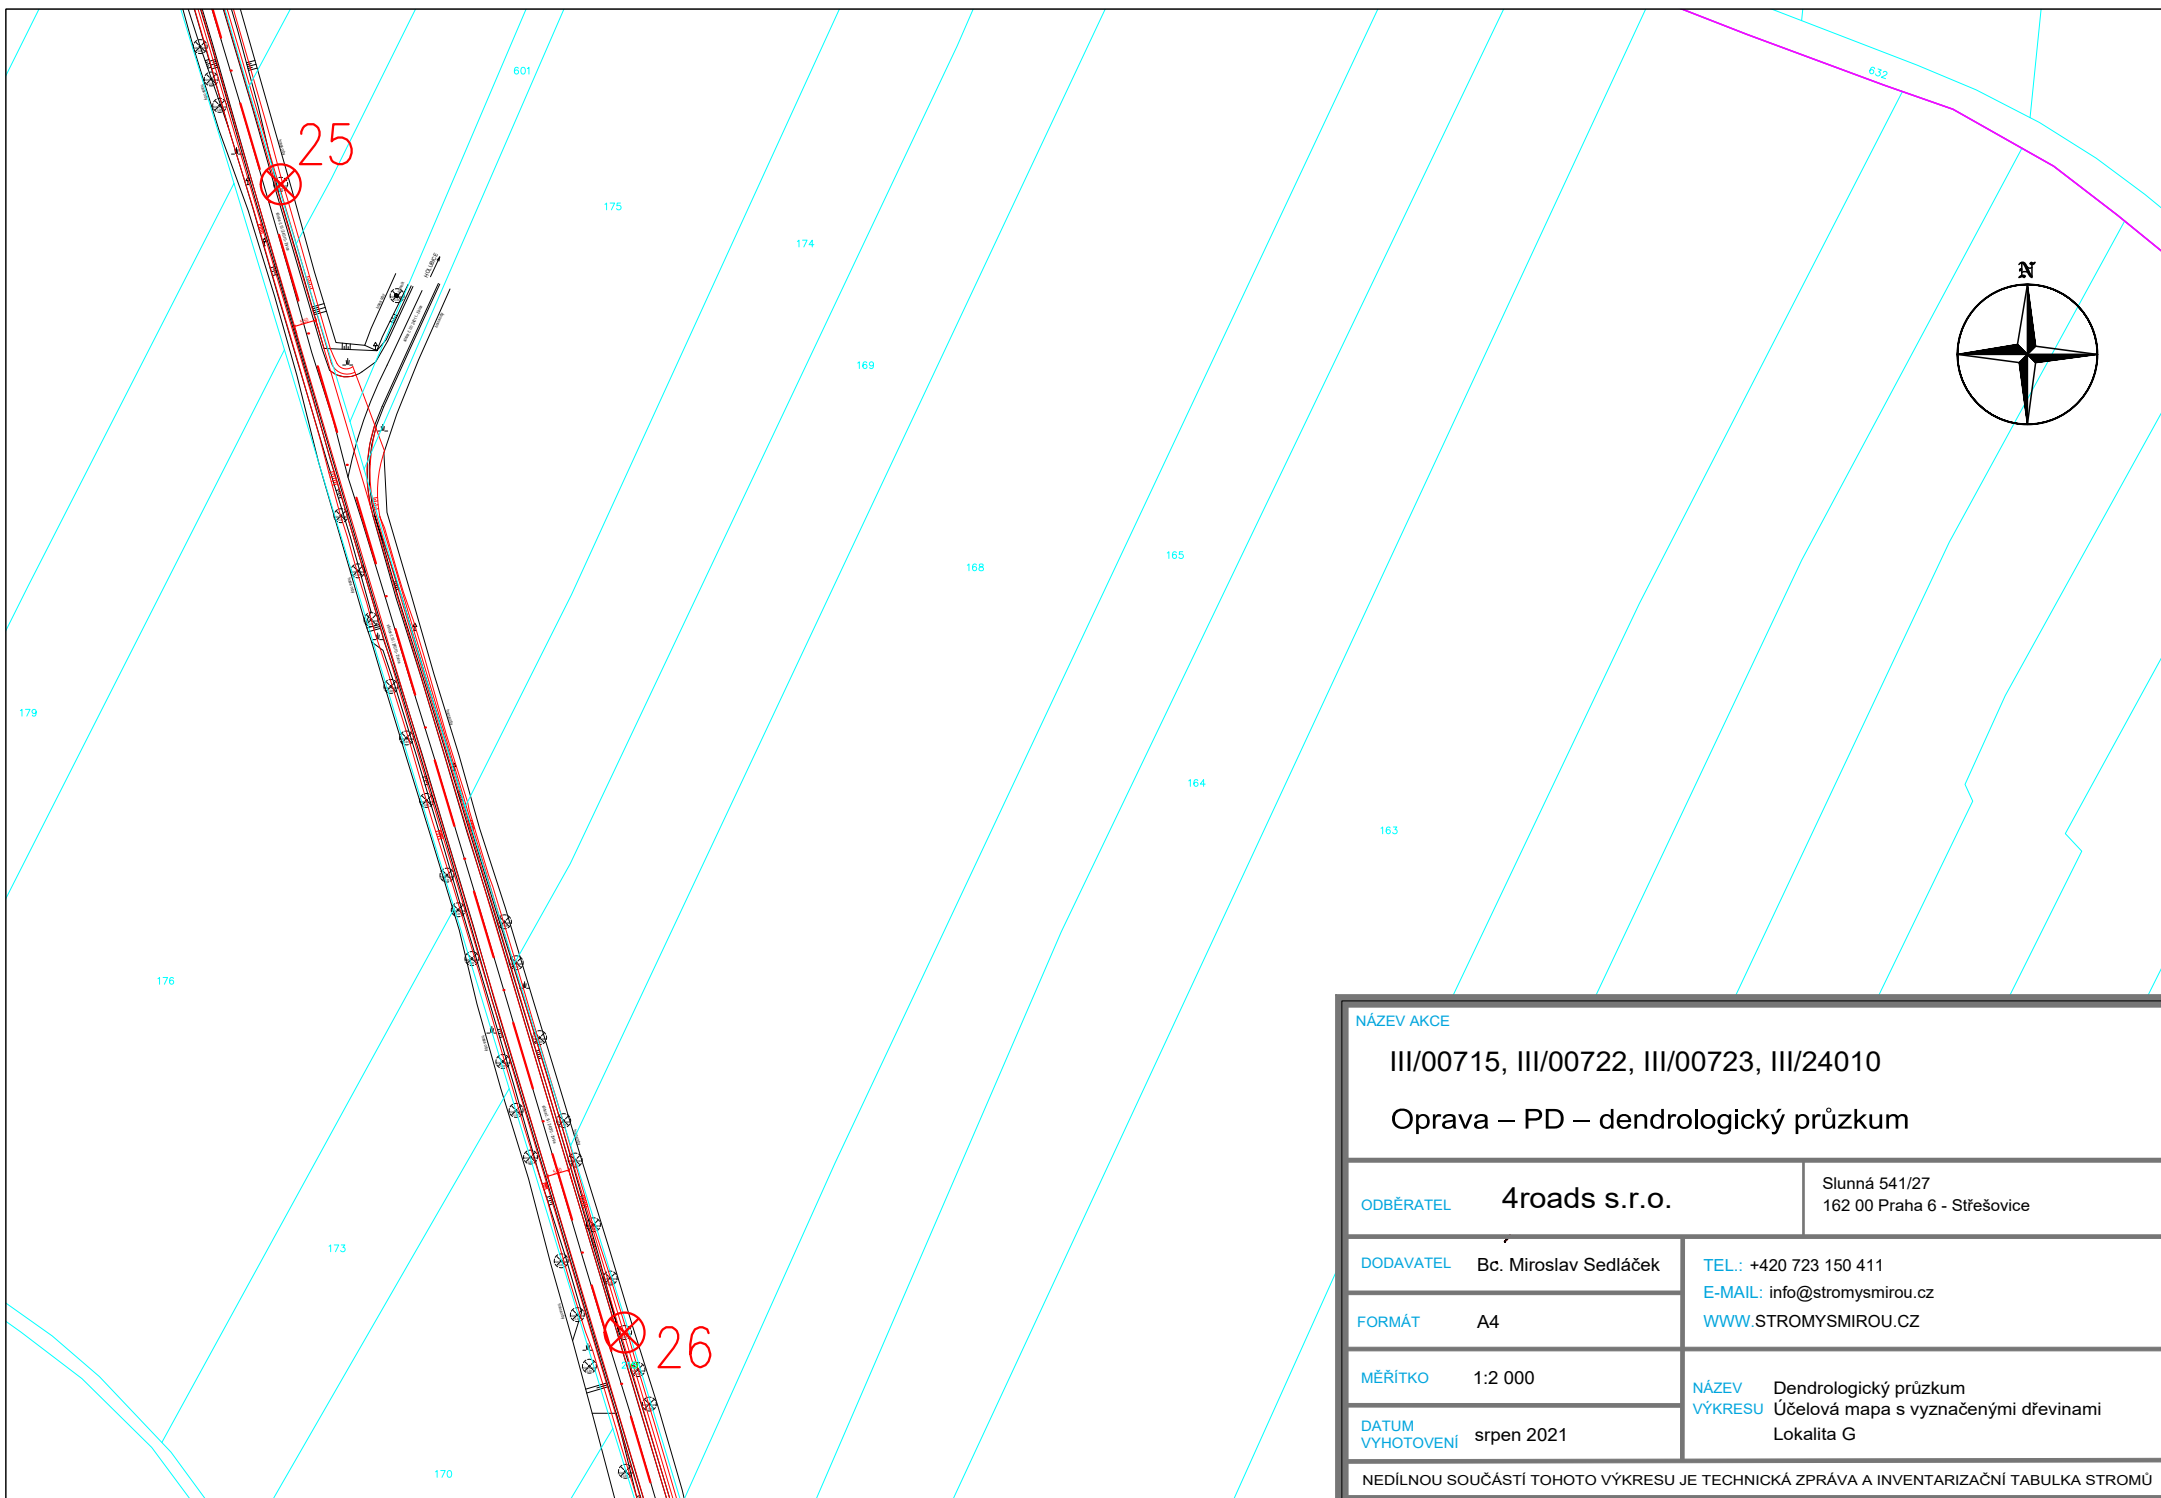 601
632
25
175
174
N
HOLUBICE
169
168
165
179
164
163
176
173
26
170
NÁZEV AKCE
III/00715, III/00722, III/00723, III/24010
Oprava – PD – dendrologický průzkum
ODBĚRATEL 4roads s.r.o.
Slunná 541/27
162 00 Praha 6 - Střešovice
DODAVATEL Bc. Miroslav Sedláček
TEL.: +420 723 150 411
E-MAIL: info@stromysmirou.cz
WWW.STROMYSMIROU.CZ
FORMÁT A4
MĚŘÍTKO 1:2 000
NÁZEV VÝKRESU
Dendrologický průzkum
Účelová mapa s vyznačenými dřevinami
Lokalita G
DATUM VYHOTOVENÍ srpen 2021
NEDÍLNOU SOUČÁSTÍ TOHOTO VÝKRESU JE TECHNICKÁ ZPRÁVA A INVENTARIZAČNÍ TABULKA STROMŮ